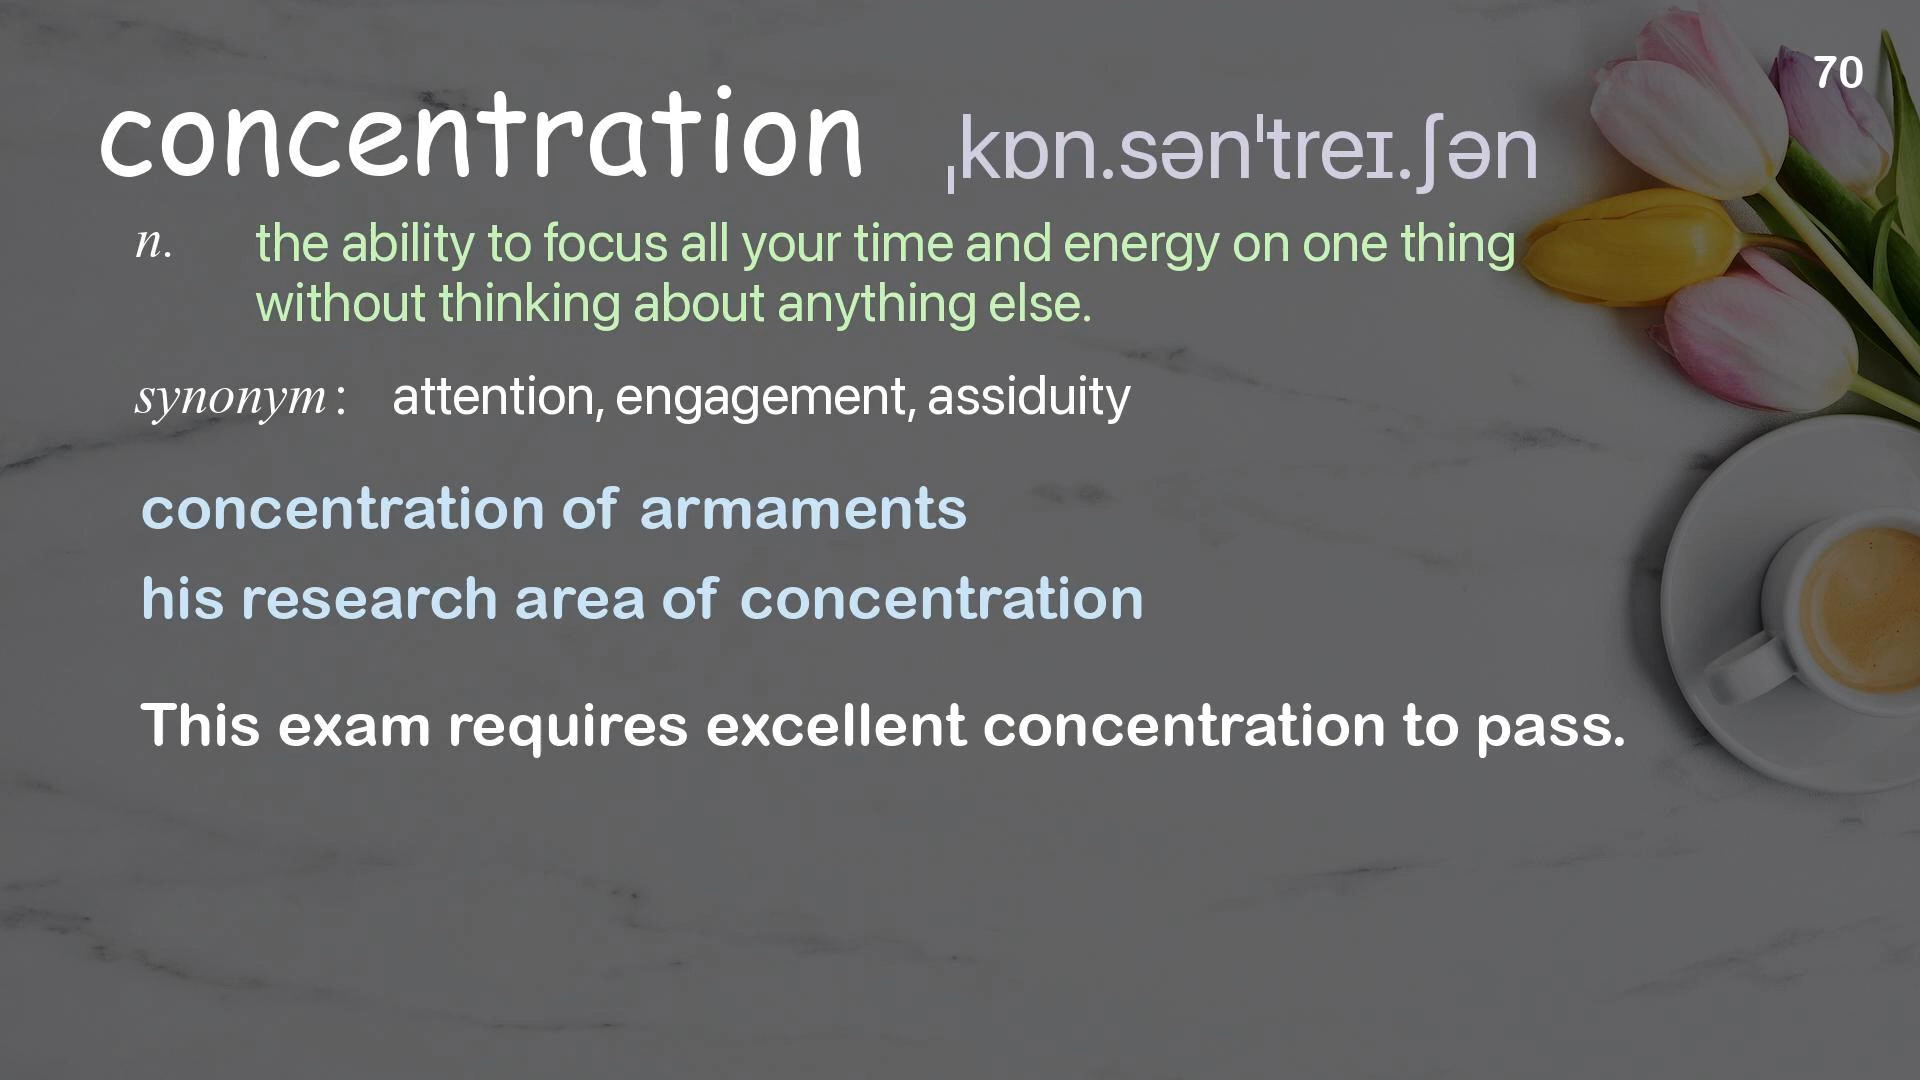 70
concentration ˌkɒn.sənˈtreɪ.ʃən
n. the ability to focus all your time and energy on one thing
without thinking about anything else.
synonym : attention, engagement, assiduity
concentration of armaments
his research area of concentration
This exam requires excellent concentration to pass.